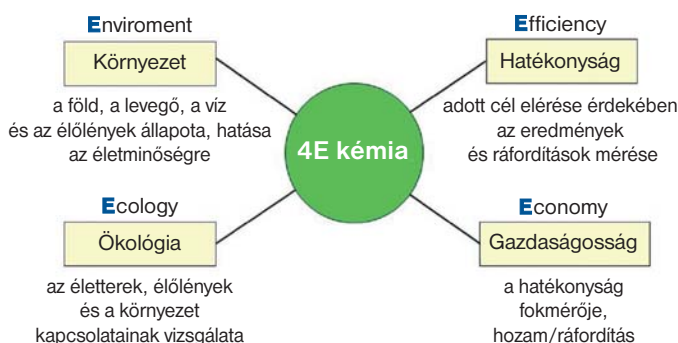 Enviroment
Környezet
a föld, a levegő, a víz
és az élőlények állapota, hatása
az életminőségre
Efficiency
Hatékonyság
adott cél elérése érdekében
az eredmények
és ráfordítások mérése
4E kémia
Ecology
Ökológia
az életterek, élőlények
és a környezet
kapcsolatainak vizsgálata
Economy
Gazdaságosság
a hatékonyság
fokmérője,
hozam/ráfordítás